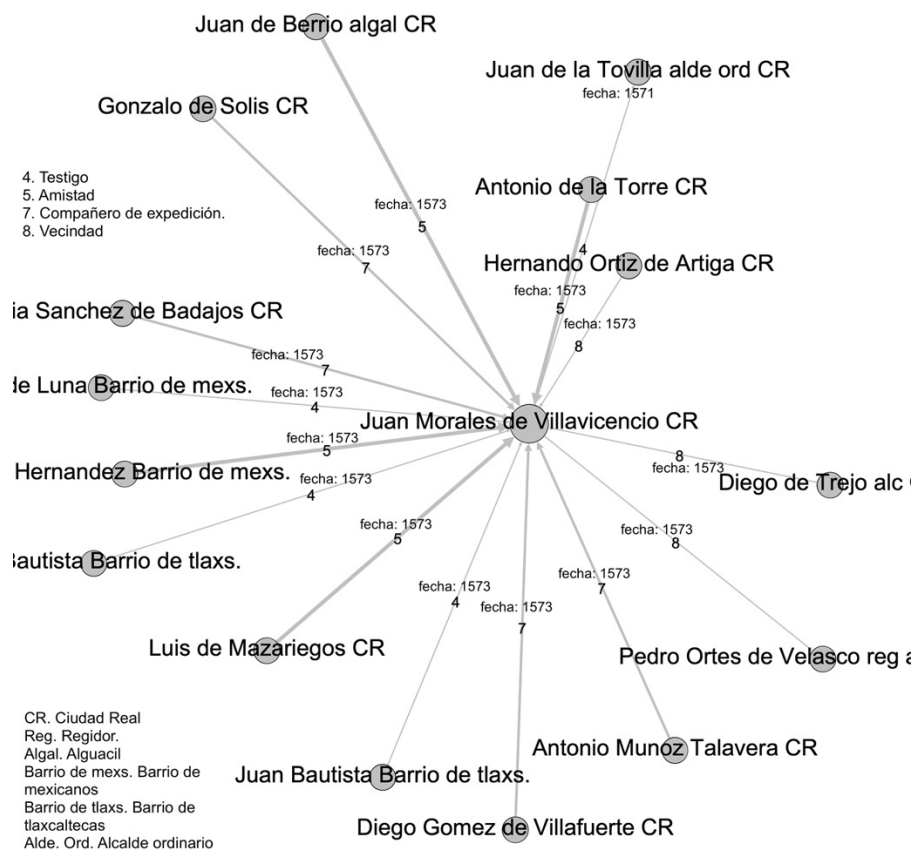 Juan de Berrio algal CR
Juan de la Tovilla alde ord CR
fecha: 1571
Gonzalo de Solis CR
4. Testigo
5. Amistad
7. Compañero de expedición.
8. Vecindad
Antonio de la Torre CR
fecha: 1573
5
fecha: 1573
7
4
Hernando Ortiz de Artiga CR
fecha: 1573
5
fecha: 1573
8
ia Sanchez de Badajos CR
fecha: 1573
7
de Luna Barrio de mexs.
fecha: 1573
4
Juan Morales de Villavicencio CR
Hernandez Barrio de mexs.
fecha: 1573
5
fecha: 1573
4
8
fecha: 1573
Diego de Trejo alc
Bautista Barrio de tlaxs.
fecha: 1573
5
fecha: 1573
8
fecha: 1573
4
fecha: 1573
7
fecha: 1573
7
Luis de Mazariegos CR
Pedro Ortes de Velasco reg a
CR. Ciudad Real
Reg. Regidor.
Algal. Alguacil
Barrio de mexs. Barrio de
mexicanos
Barrio de tlaxs. Barrio de
tlaxcaltecas
Alde. Ord. Alcalde ordinario
Antonio Munoz Talavera CR
Juan Bautista Barrio de tlaxs.
Diego Gomez de Villafuerte CR